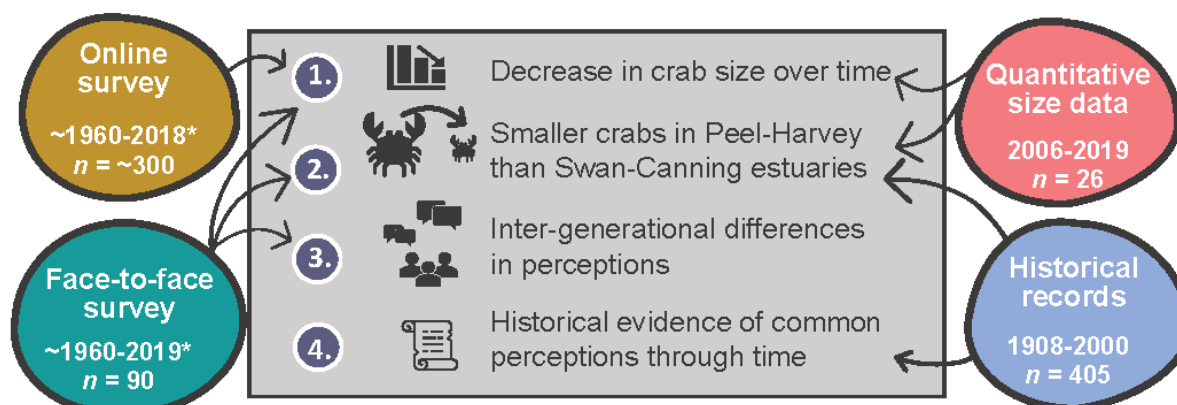 Online
survey
~1960-2018*
n = ~300
Face-to-face
survey
~1960-2019*
n = 90
1.
Decrease in crab size over time
2.
Smaller crabs in Peel-Harvey
than Swan-Canning estuaries
3.
Inter-generational differences
in perceptions
4.
Historical evidence of common
perceptions through time
Quantitative
size data
2006-2019
n = 26
Historical
records
1908-2000
n = 405